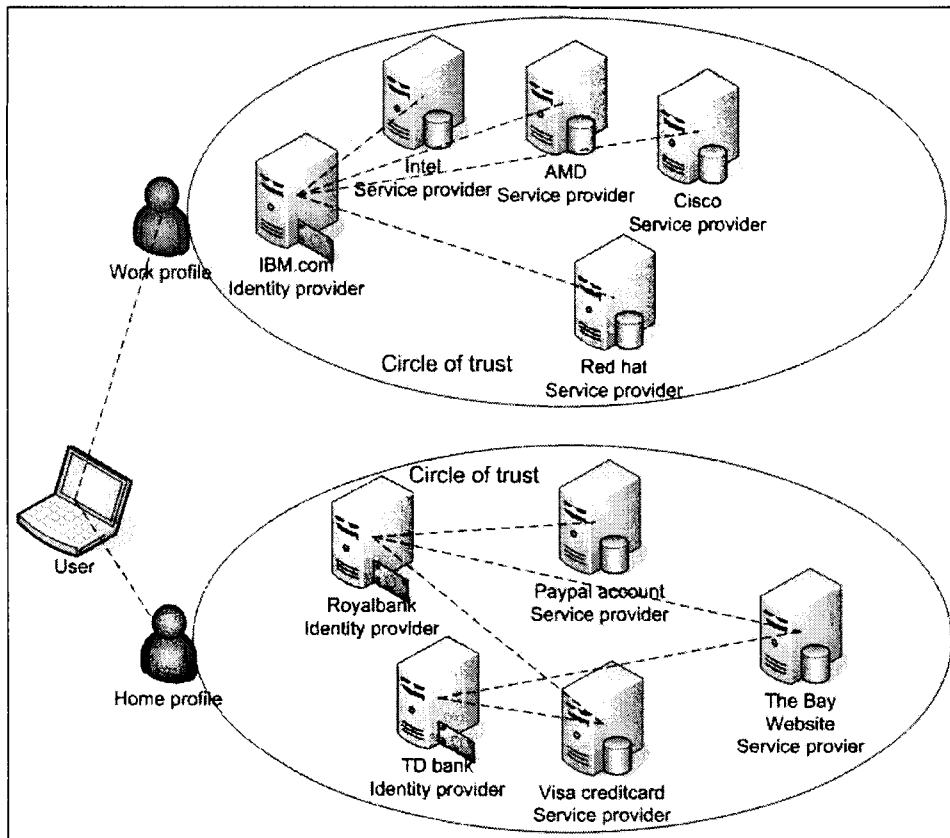 Intel
Service provider
AMD
Service provider
Cisco
Service provider
Work profile
IBM.com
Identity provider
Circle of trust
Red hat
Service provider
Circle of trust
User
Royalbank
Identity provider
Paypal account
Service provider
Home profile
TD bank
Identity provider
Visa creditcard
Service provider
The Bay
Website
Service provier